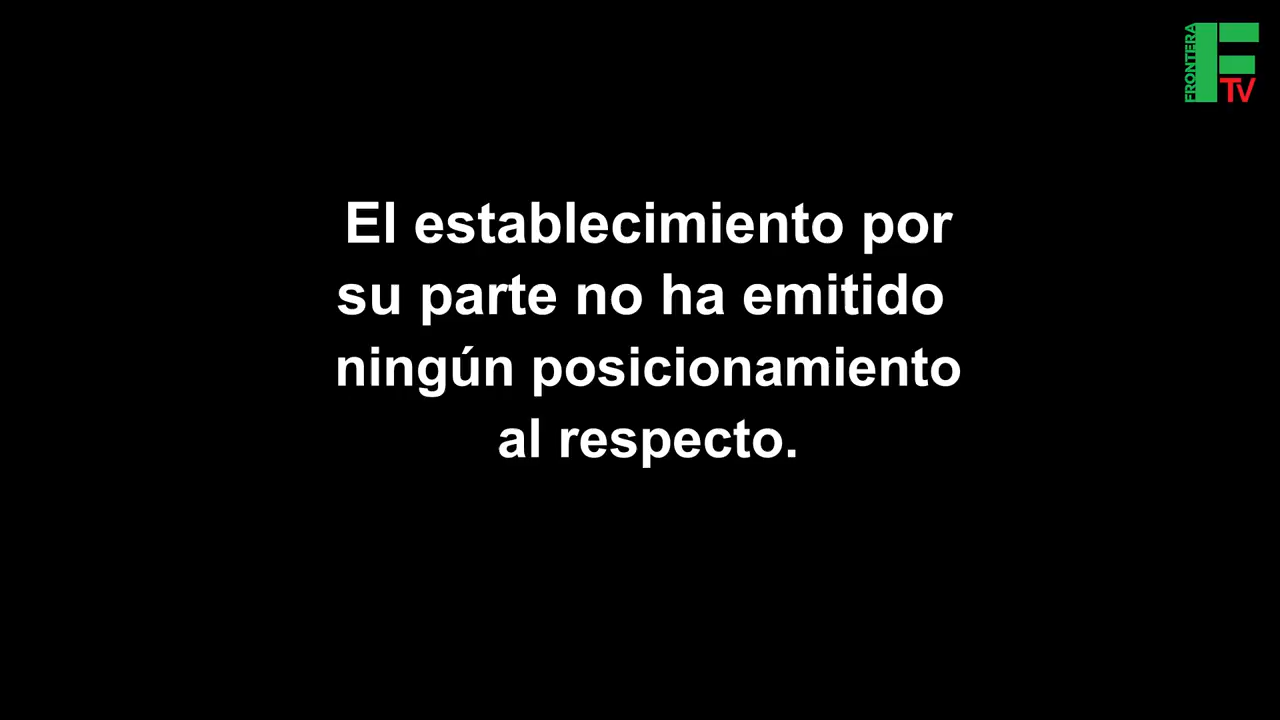 FRONTERA
TV
El establecimiento por
su parte no ha emitido
ningún posicionamiento
al respecto.